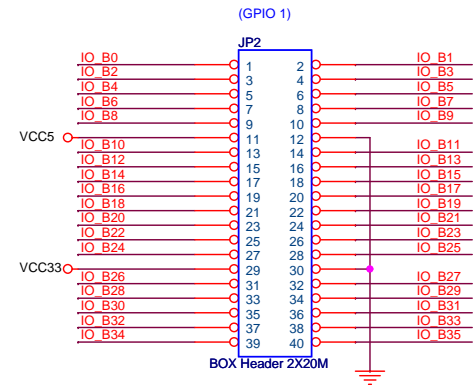 (GPIO 1)
JP2
IO_B0 1 2 IO_B1
IO_B2 3 4 IO_B3
IO_B4 5 6 IO_B5
IO_B6 7 8 IO_B7
IO_B8 9 10 IO_B9
VCC5 11 12
IO_B10 13 14 IO_B11
IO_B12 15 16 IO_B13
IO_B14 17 18 IO_B15
IO_B16 19 20 IO_B17
IO_B18 21 22 IO_B19
IO_B20 23 24 IO_B21
IO_B22 25 26 IO_B23
IO_B24 27 28 IO_B25
VCC33 29 30
IO_B26 31 32 IO_B27
IO_B28 33 34 IO_B29
IO_B30 35 36 IO_B31
IO_B32 37 38 IO_B33
IO_B34 39 40 IO_B35
BOX Header 2X20M